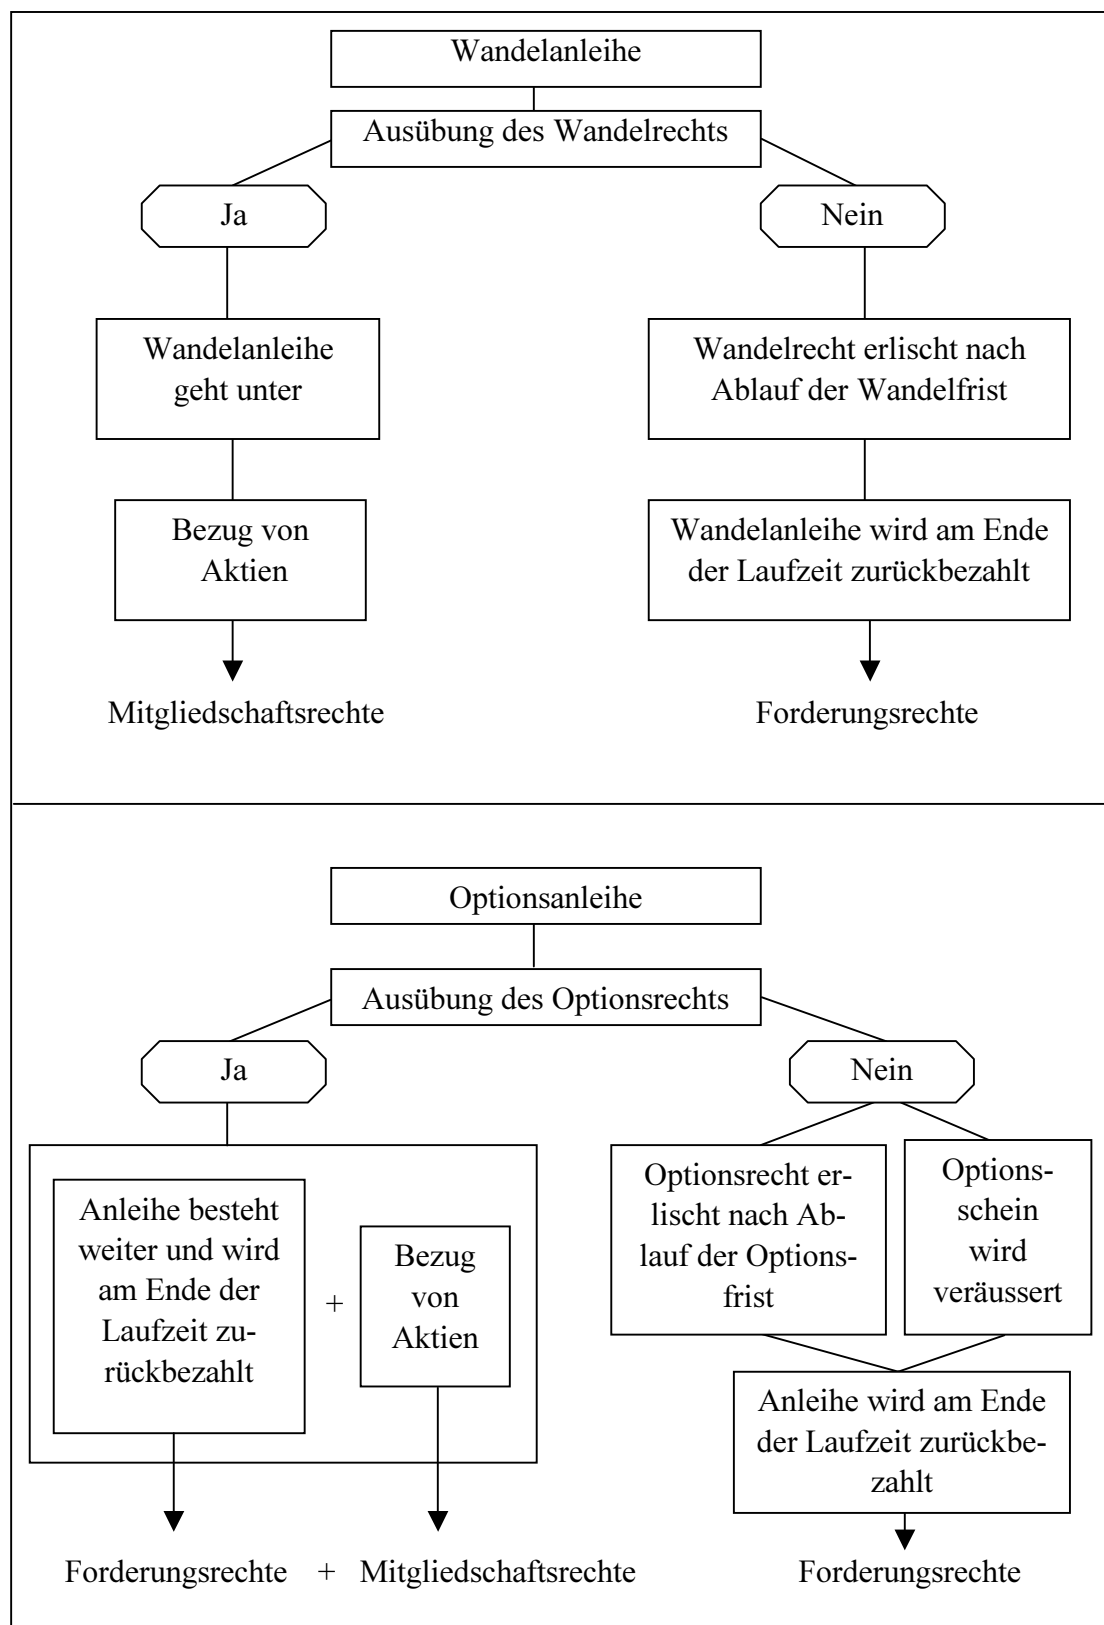 Wandelanleihe
Ausübung des Wandelrechts
Ja
Nein
Wandelanleihe
geht unter
Wandelrecht erlischt nach
Ablauf der Wandelfrist
Bezug von
Aktien
Wandelanleihe wird am Ende
der Laufzeit zurückbezahlt
Mitgliedschaftsrechte
Forderungsrechte
Optionsanleihe
Ausübung des Optionsrechts
Ja
Nein
Anleihe besteht
weiter und wird
am Ende der
Laufzeit zu-
rückbezahlt
+
Bezug
von
Aktien
Optionsrecht er-
lischt nach Ab-
lauf der Options-
frist
Options-
schein
wird
veräussert
Anleihe wird am Ende
der Laufzeit zurückbe-
zahlt
Forderungsrechte + Mitgliedschaftsrechte
Forderungsrechte